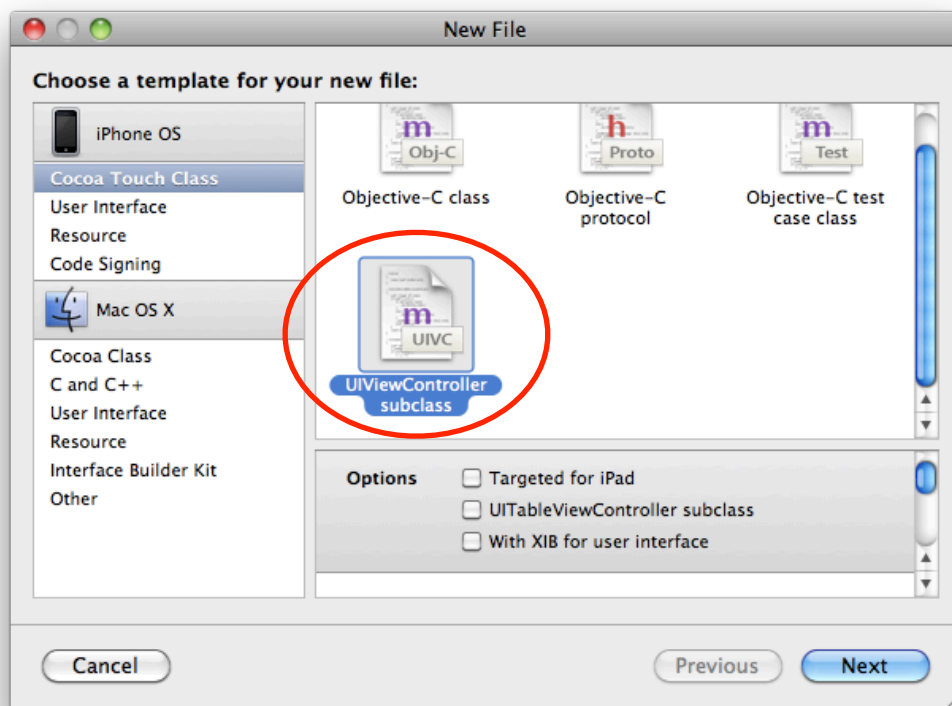 New File
Choose a template for your new file:
iPhone OS
Cocoa Touch Class
User Interface
Resource
Code Signing
Mac OS X
Cocoa Class
C and C++
User Interface
Resource
Interface Builder Kit
Other
m
Obj-C
Objective-C class
h
Proto
Objective-C
protocol
m
Test
Objective-C test
case class
m
UIVC
UIViewController
subclass
Options
Targeted for iPad
UITableViewController subclass
With XIB for user interface
Cancel
Previous
Next